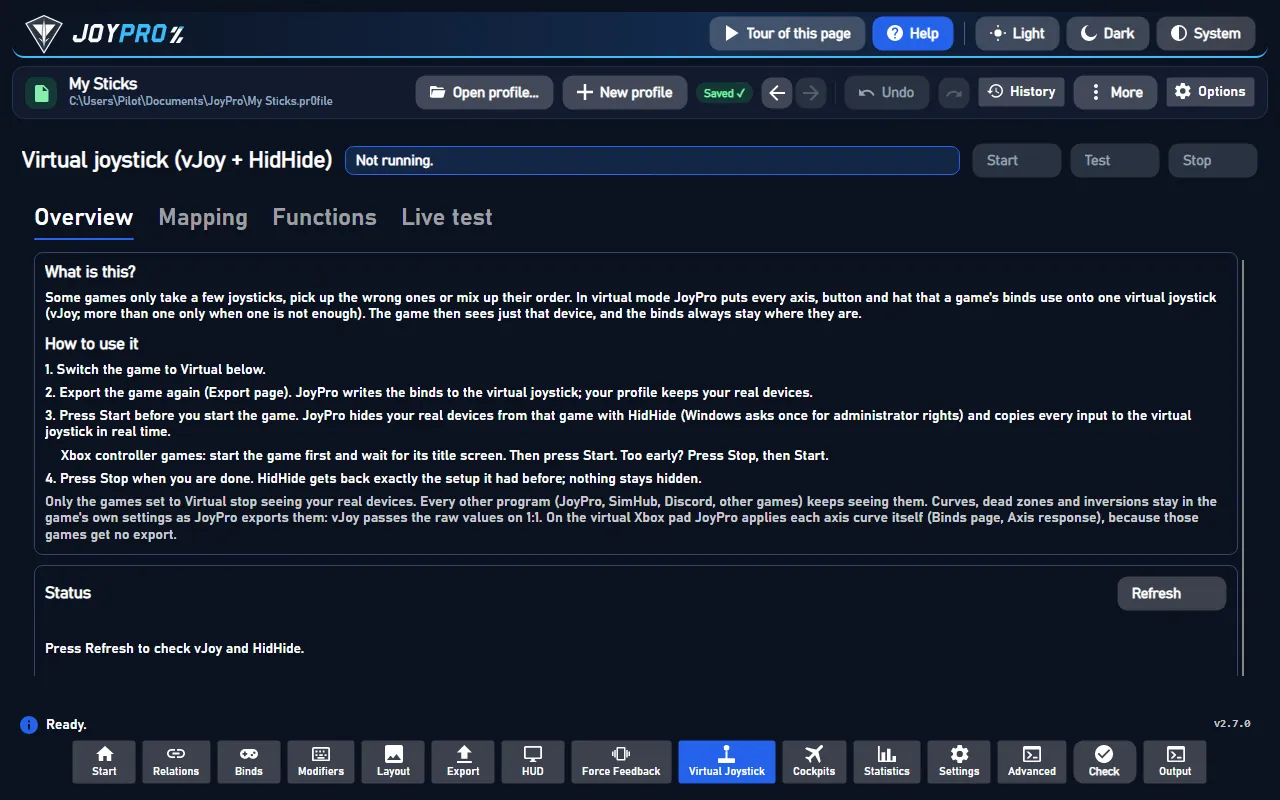 JOYPRO
Tour of this page
Help
Light
Dark
System
My Sticks
C:\Users\Pilot\Documents\JoyPro\My Sticks.pr0file
Open profile...
New profile
Saved ✓
Undo
History
More
Options
Virtual joystick (vJoy + HidHide)
Not running.
Start
Test
Stop
Overview
Mapping
Functions
Live test
What is this?
Some games only take a few joysticks, pick up the wrong ones or mix up their order. In virtual mode JoyPro puts every axis, button and hat that a game's binds use onto one virtual joystick
(vJoy; more than one only when one is not enough). The game then sees just that device, and the binds always stay where they are.
How to use it
1. Switch the game to Virtual below.
2. Export the game again (Export page). JoyPro writes the binds to the virtual joystick; your profile keeps your real devices.
3. Press Start before you start the game. JoyPro hides your real devices from that game with HidHide (Windows asks once for administrator rights) and copies every input to the virtual
joystick in real time.
Xbox controller games: start the game first and wait for its title screen. Then press Start. Too early? Press Stop, then Start.
4. Press Stop when you are done. HidHide gets back exactly the setup it had before; nothing stays hidden.
Only the games set to Virtual stop seeing your real devices. Every other program (JoyPro, SimHub, Discord, other games) keeps seeing them. Curves, dead zones and inversions stay in the
game's own settings as JoyPro exports them: vJoy passes the raw values on 1:1. On the virtual Xbox pad JoyPro applies each axis curve itself (Binds page, Axis response), because those
games get no export.
Status
Refresh
Press Refresh to check vJoy and HidHide.
Ready.
v2.7.0
Start
Relations
Binds
Modifiers
Layout
Export
HUD
Force Feedback
Virtual Joystick
Cockpits
Statistics
Settings
Advanced
Check
Output